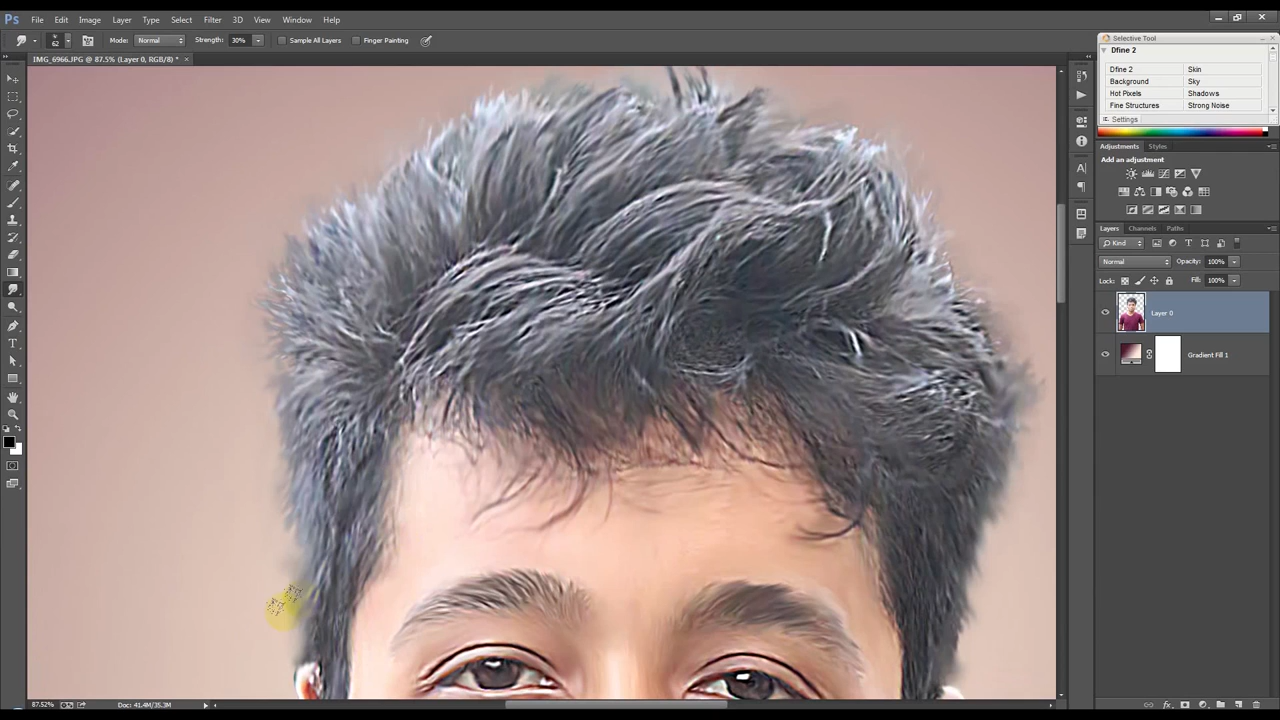 Ps File Edit Image Layer Type Select Filter 3D View Window Help
62 Mode: Normal Strength: 30% Sample All Layers Finger Painting
IMG_6966.JPG @ 87.5% (Layer 0, RGB/8) *
Selective Tool
Dfine 2
Dfine 2 Skin
Background Sky
Hot Pixels Shadows
Fine Structures Strong Noise
Settings
Adjustments Styles
Add an adjustment
Layers Channels Paths
Kind
Normal Opacity: 100%
Lock: Fill: 100%
Layer 0
Gradient Fill 1
87.52% Doc: 41.4M/35.3M